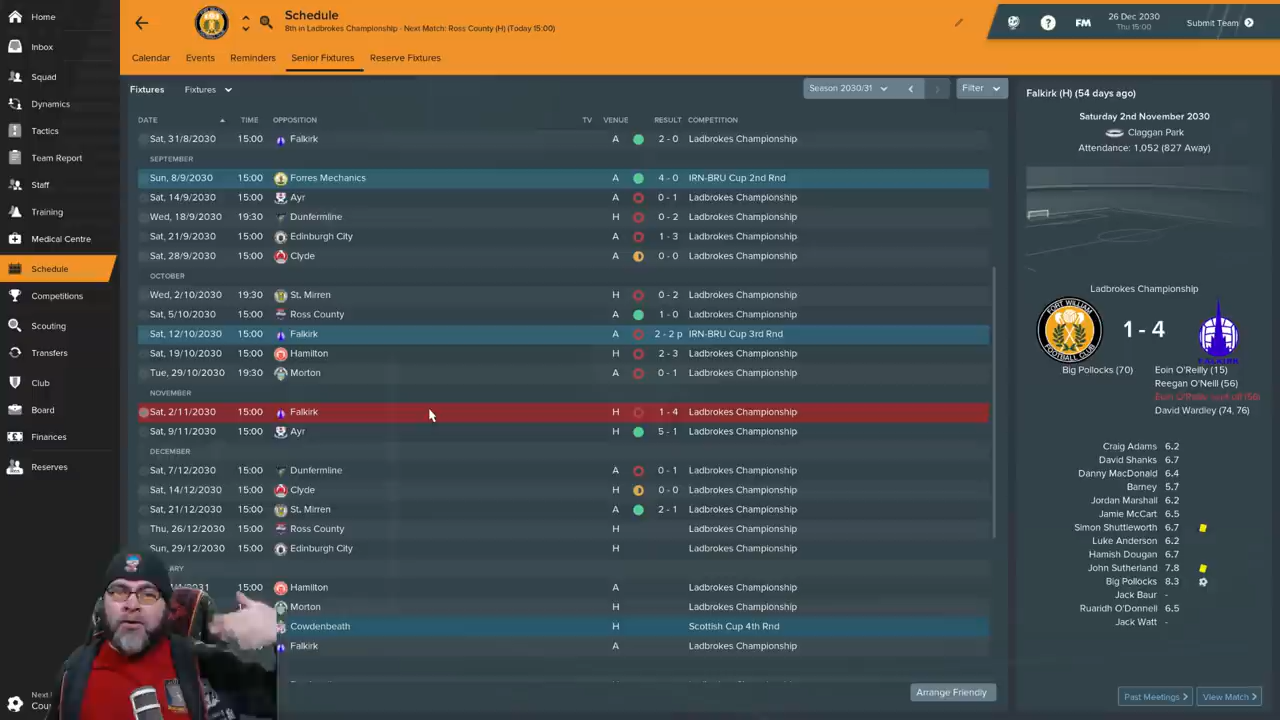 Home
Inbox
Squad
Dynamics
Tactics
Team Report
Staff
Training
Medical Centre
Schedule
Competitions
Scouting
Transfers
Club
Board
Finances
Reserves
Schedule
8th in Ladbrokes Championship - Next Match: Ross County (H) (Today 15:00)
FM
26 Dec 2030
Thu 15:00
Submit Team
Calendar Events Reminders Senior Fixtures Reserve Fixtures
Fixtures Fixtures Season 2030/31 Filter
DATE TIME OPPOSITION TV VENUE RESULT COMPETITION
Sat, 31/8/2030 15:00 Falkirk A 2 - 0 Ladbrokes Championship
SEPTEMBER
Sun, 8/9/2030 15:00 Forres Mechanics A 4 - 0 IRN-BRU Cup 2nd Rnd
Sat, 14/9/2030 15:00 Ayr A 0 - 1 Ladbrokes Championship
Wed, 18/9/2030 19:30 Dunfermline H 0 - 2 Ladbrokes Championship
Sat, 21/9/2030 15:00 Edinburgh City A 1 - 3 Ladbrokes Championship
Sat, 28/9/2030 15:00 Clyde A 0 - 0 Ladbrokes Championship
OCTOBER
Wed, 2/10/2030 19:30 St. Mirren H 0 - 2 Ladbrokes Championship
Sat, 5/10/2030 15:00 Ross County A 1 - 0 Ladbrokes Championship
Sat, 12/10/2030 15:00 Falkirk A 2 - 2 p IRN-BRU Cup 3rd Rnd
Sat, 19/10/2030 15:00 Hamilton H 2 - 3 Ladbrokes Championship
Tue, 29/10/2030 19:30 Morton A 0 - 1 Ladbrokes Championship
NOVEMBER
Sat, 2/11/2030 15:00 Falkirk H 1 - 4 Ladbrokes Championship
Sat, 9/11/2030 15:00 Ayr H 5 - 1 Ladbrokes Championship
DECEMBER
Sat, 7/12/2030 15:00 Dunfermline A 0 - 1 Ladbrokes Championship
Sat, 14/12/2030 15:00 Clyde H 0 - 0 Ladbrokes Championship
Sat, 21/12/2030 15:00 St. Mirren A 2 - 1 Ladbrokes Championship
Thu, 26/12/2030 15:00 Ross County H Ladbrokes Championship
Sun, 29/12/2030 15:00 Edinburgh City H Ladbrokes Championship
15:00 Hamilton A Ladbrokes Championship
Morton H Ladbrokes Championship
Cowdenbeath H Scottish Cup 4th Rnd
Falkirk A Ladbrokes Championship
Arrange Friendly
Falkirk (H) (54 days ago)
Saturday 2nd November 2030
Claggan Park
Attendance: 1,052 (827 Away)
Ladbrokes Championship
FORT WILLIAM
FOOTBALL CLUB
1 - 4
FALKIRK
Big Pollocks (70) Eoin O'Reilly (15)
Reegan O'Neill (56)
David Wardley (74, 76)
Craig Adams 6.2
David Shanks 6.7
Danny MacDonald 6.4
Barney 5.7
Jordan Marshall 6.2
Jamie McCart 6.5
Simon Shuttleworth 6.7
Luke Anderson 6.2
Hamish Dougan 6.7
John Sutherland 7.8
Big Pollocks 8.3
Jack Baur -
Ruaridh O'Donnell 6.5
Jack Watt -
Past Meetings View Match